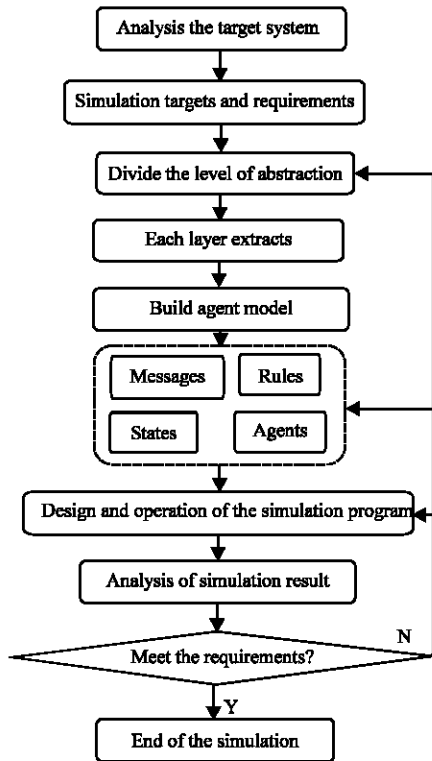 Analysis the target system
Simulation targets and requirements
Divide the level of abstraction
Each layer extracts
Build agent model
Messages
Rules
States
Agents
Design and operation of the simulation program
Analysis of simulation result
N
Meet the requirements?
Y
End of the simulation